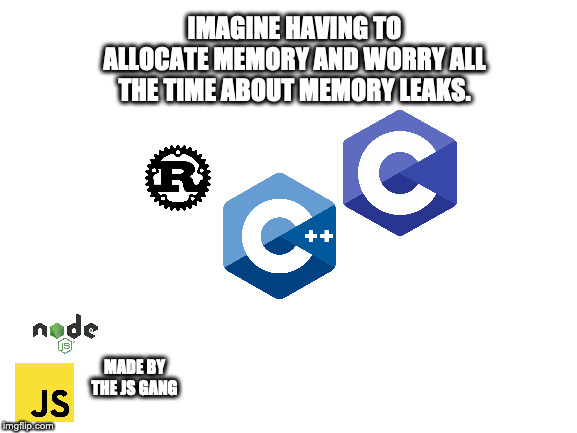 IMAGINE HAVING TO
ALLOCATE MEMORY AND WORRY ALL
THE TIME ABOUT MEMORY LEAKS.
R
C
C++
node
JS
MADE BY
THE JS GANG
JS
imgflip.com